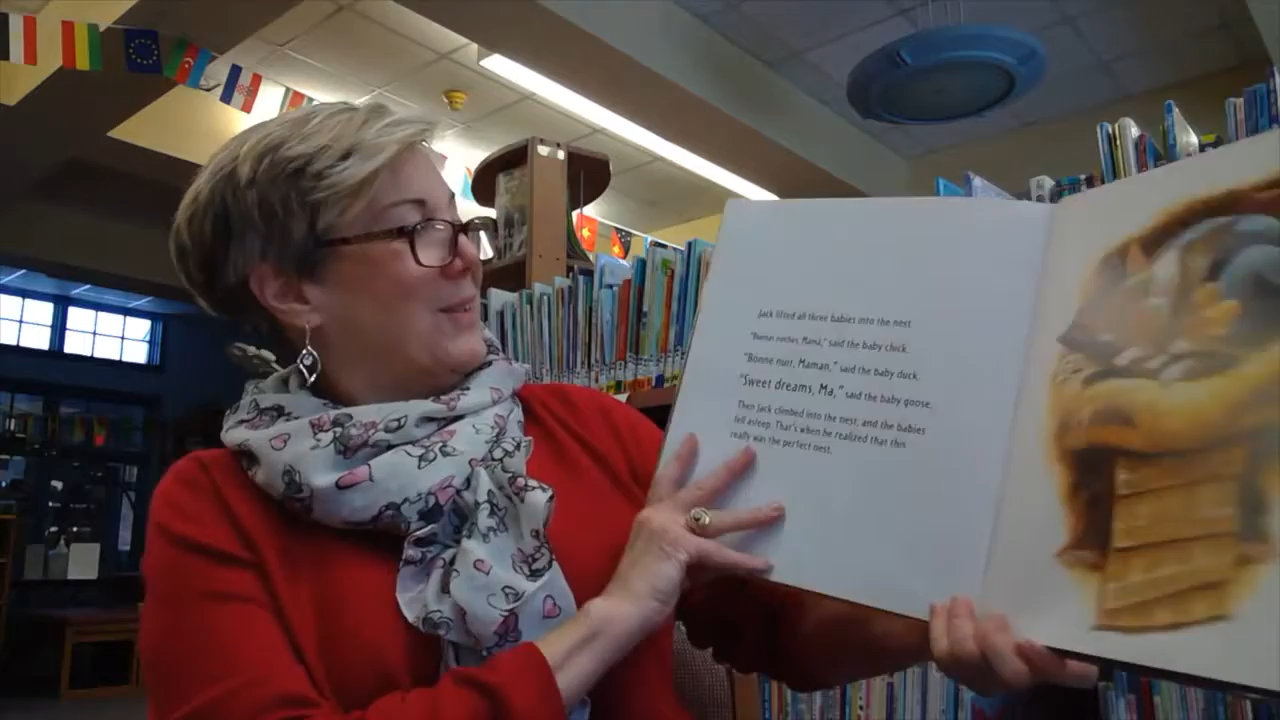 Jack lifted all three babies into the nest
"Buenas noches, Mamá," said the baby chick.
"Bonne nuit, Maman," said the baby duck.
"Sweet dreams, Ma," said the baby goose.
Then Jack climbed into the nest, and the babies
fell asleep. That's when he realized that this
really was the perfect nest.